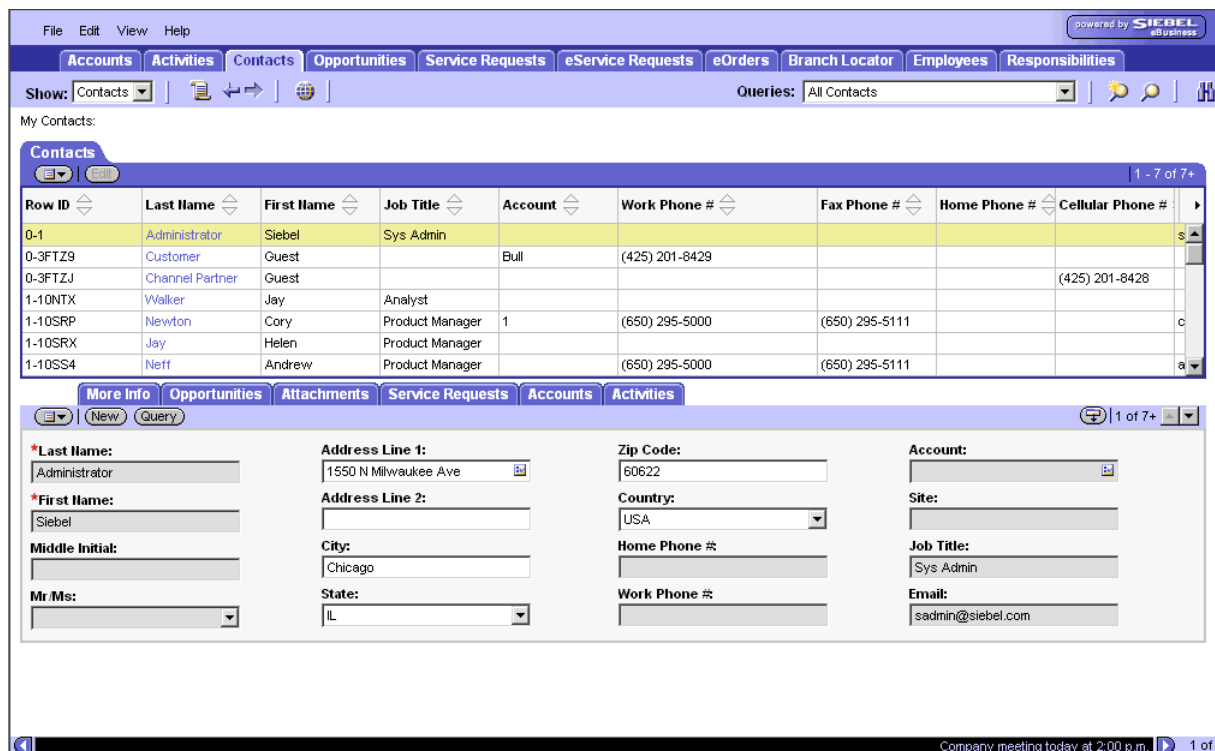 File Edit View Help
powered by SIEBEL eBusiness
Accounts Activities Contacts Opportunities Service Requests eService Requests eOrders Branch Locator Employees Responsibilities
Show: Contacts Queries: All Contacts
My Contacts:
Contacts
Edit 1 - 7 of 7+
Row ID Last Name First Name Job Title Account Work Phone # Fax Phone # Home Phone # Cellular Phone #
0-1 Administrator Siebel Sys Admin s
0-3FTZ9 Customer Guest Bull (425) 201-8429
0-3FTZJ Channel Partner Guest (425) 201-8428
1-10NTX Walker Jay Analyst
1-10SRP Newton Cory Product Manager 1 (650) 295-5000 (650) 295-5111 c
1-10SRX Jay Helen Product Manager
1-10SS4 Neff Andrew Product Manager (650) 295-5000 (650) 295-5111 a
More Info Opportunities Attachments Service Requests Accounts Activities
New Query 1 of 7+
*Last Name: Address Line 1: Zip Code: Account:
Administrator 1550 N Milwaukee Ave 60622
*First Name: Address Line 2: Country: Site:
Siebel USA
Middle Initial: City: Home Phone #: Job Title:
Chicago Sys Admin
Mr/Ms: State: Work Phone #: Email:
IL sadmin@siebel.com
Company meeting today at 2:00 p.m. 1 of